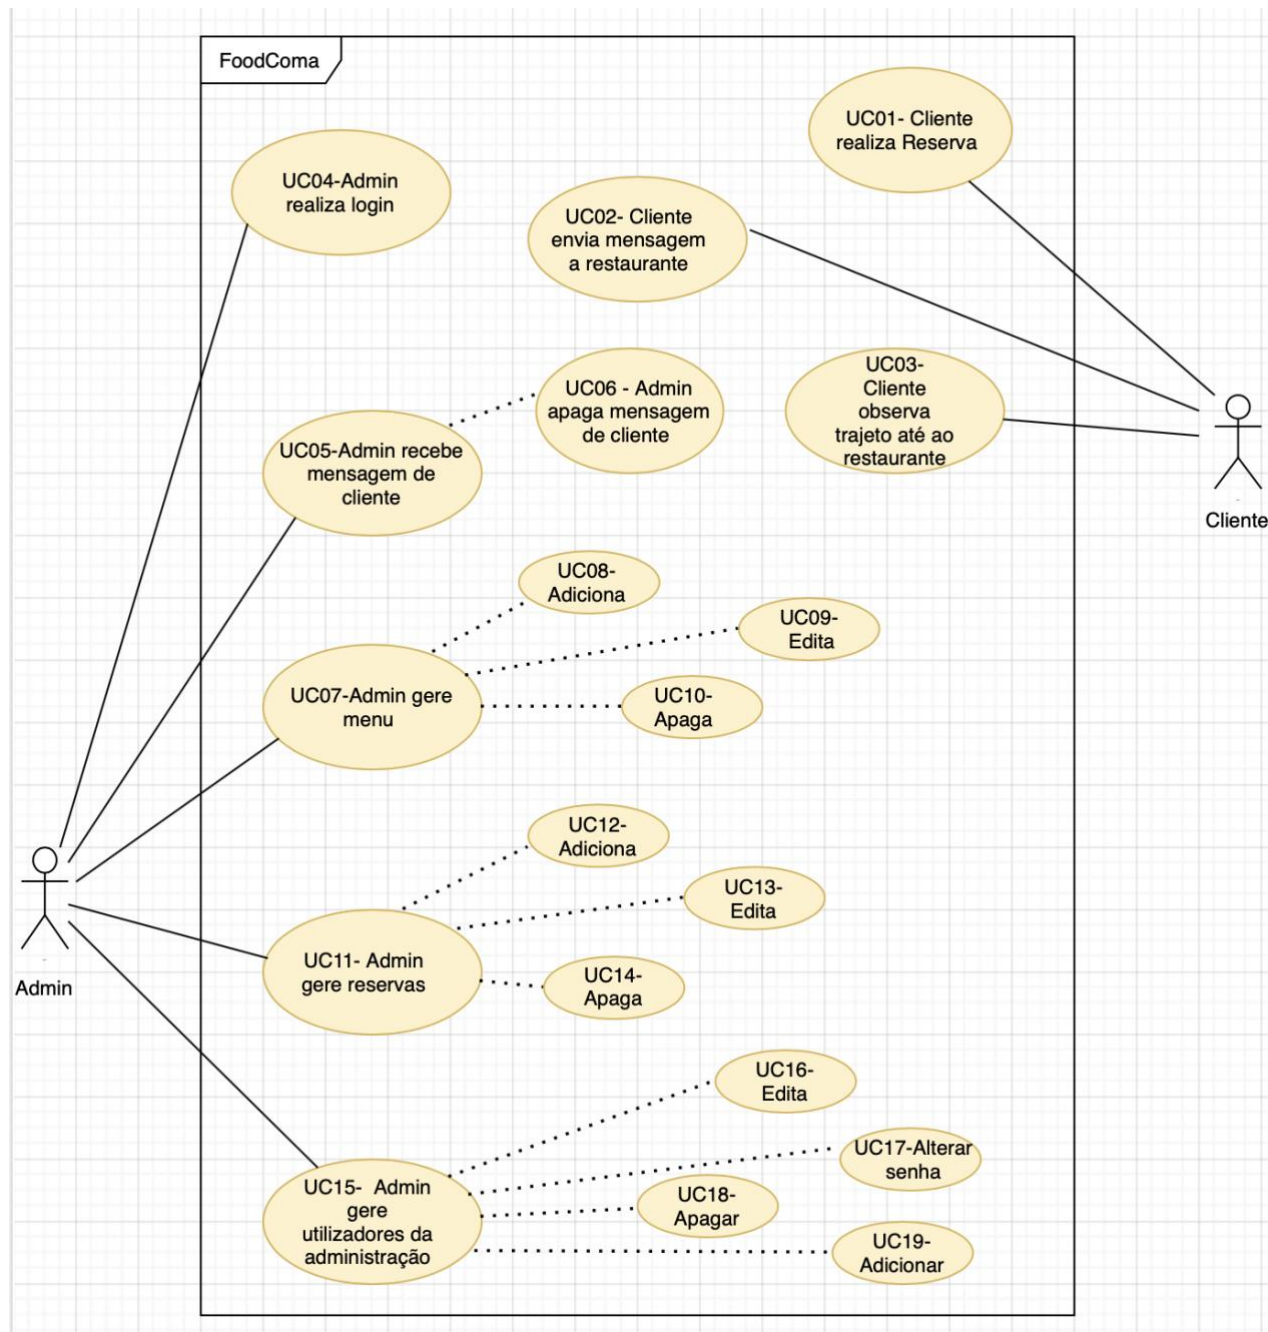 FoodComa
UC01- Cliente
realiza Reserva
UC04-Admin
realiza login
UC02- Cliente
envia mensagem
a restaurante
UC03-
Cliente
observa
trajeto até ao
restaurante
UC06 - Admin
apaga mensagem
de cliente
UC05-Admin recebe
mensagem de
cliente
Cliente
UC08-
Adiciona
UC09-
Edita
UC07-Admin gere
menu
UC10-
Apaga
UC12-
Adiciona
UC13-
Edita
UC11- Admin
gere reservas
UC14-
Apaga
Admin
UC16-
Edita
UC17-Alterar
senha
UC15-  Admin
gere
utilizadores da
administração
UC18-
Apagar
UC19-
Adicionar